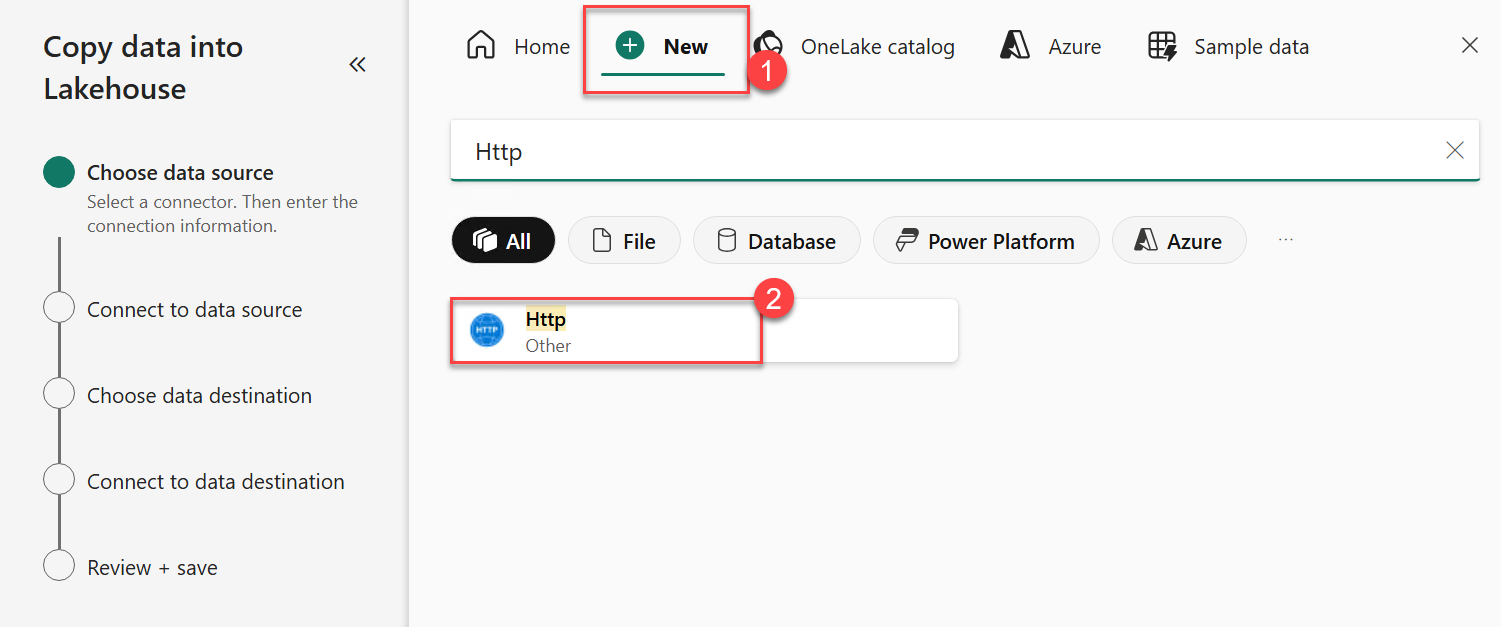 Copy data into
Lakehouse
Choose data source
Select a connector. Then enter the
connection information.
Connect to data source
Choose data destination
Connect to data destination
Review + save
Home
New
1
OneLake catalog
Azure
Sample data
Http
All
File
Database
Power Platform
Azure
...
2
HTTP
Http
Other